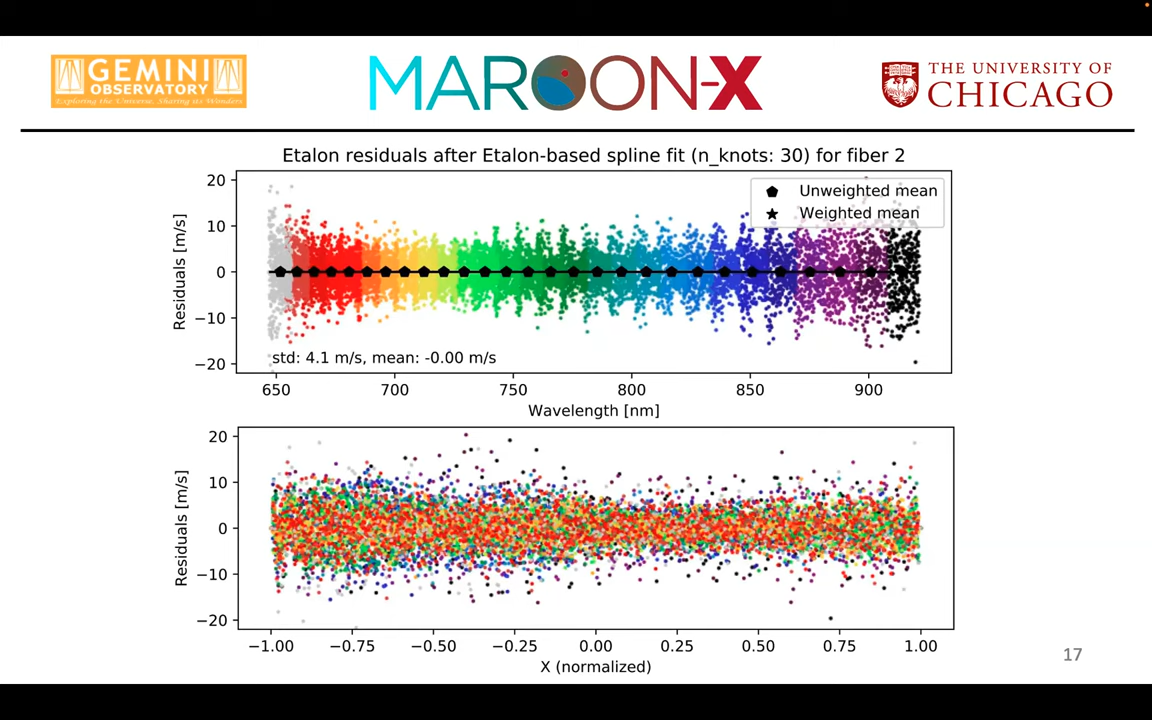 GEMINI
OBSERVATORY
Exploring the Universe, Sharing its Wonders
MAROON-X
THE UNIVERSITY OF
CHICAGO
Etalon residuals after Etalon-based spline fit (n_knots: 30) for fiber 2
Unweighted mean
Weighted mean
20
10
0
−10
−20
Residuals [m/s]
std: 4.1 m/s, mean: -0.00 m/s
650 700 750 800 850 900
Wavelength [nm]
20
10
0
−10
−20
Residuals [m/s]
−1.00 −0.75 −0.50 −0.25 0.00 0.25 0.50 0.75 1.00
X (normalized)
17